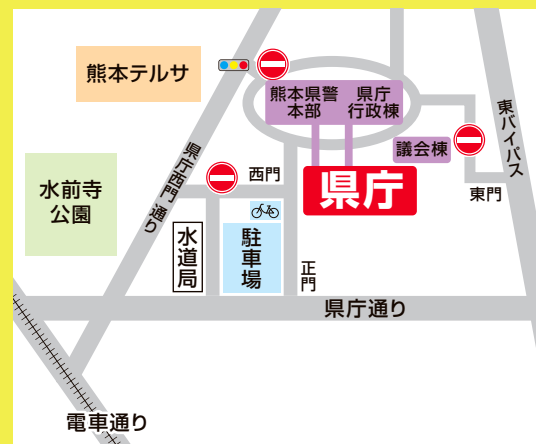 熊本テルサ
熊本県警
本部
県庁
行政棟
議会棟
東バイパス
県庁西門通り
西門
県庁
東門
水前寺
公園
水道局
駐車場
正門
県庁通り
電車通り